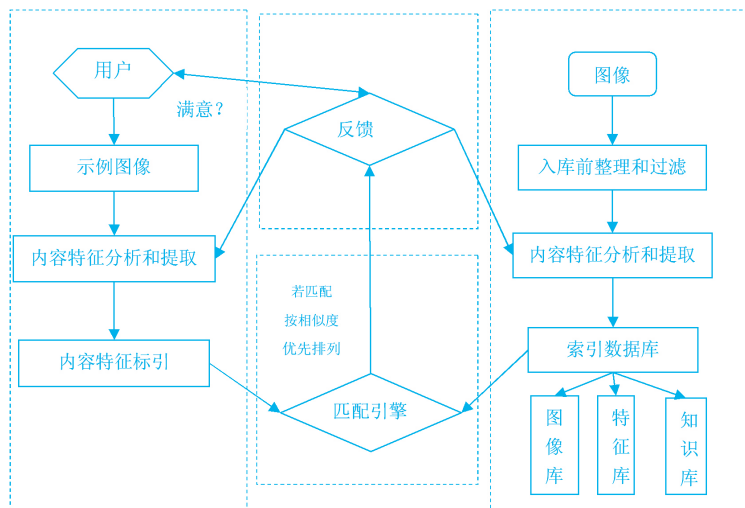 用户
满意？
示例图像
内容特征分析和提取
内容特征标引
反馈
若匹配
按相似度
优先排列
匹配引擎
图像
入库前整理和过滤
内容特征分析和提取
索引数据库
图像库
特征库
知识库